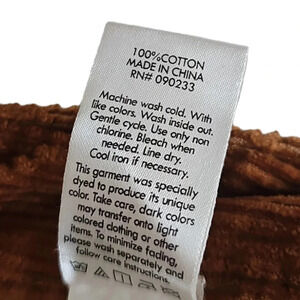 100%COTTON
MADE IN CHINA
RN# 090233
Machine wash cold. With
like colors. Wash inside out.
Gentle cycle. Use only non
chlorine. Bleach when
needed. Line dry.
Cool iron if necessary.
This garment was specially
dyed to produce its unique
color. Take care, dark colors
may transfer onto light
colored clothing or other
items. To minimize fading,
please wash separately and
follow care instructions.